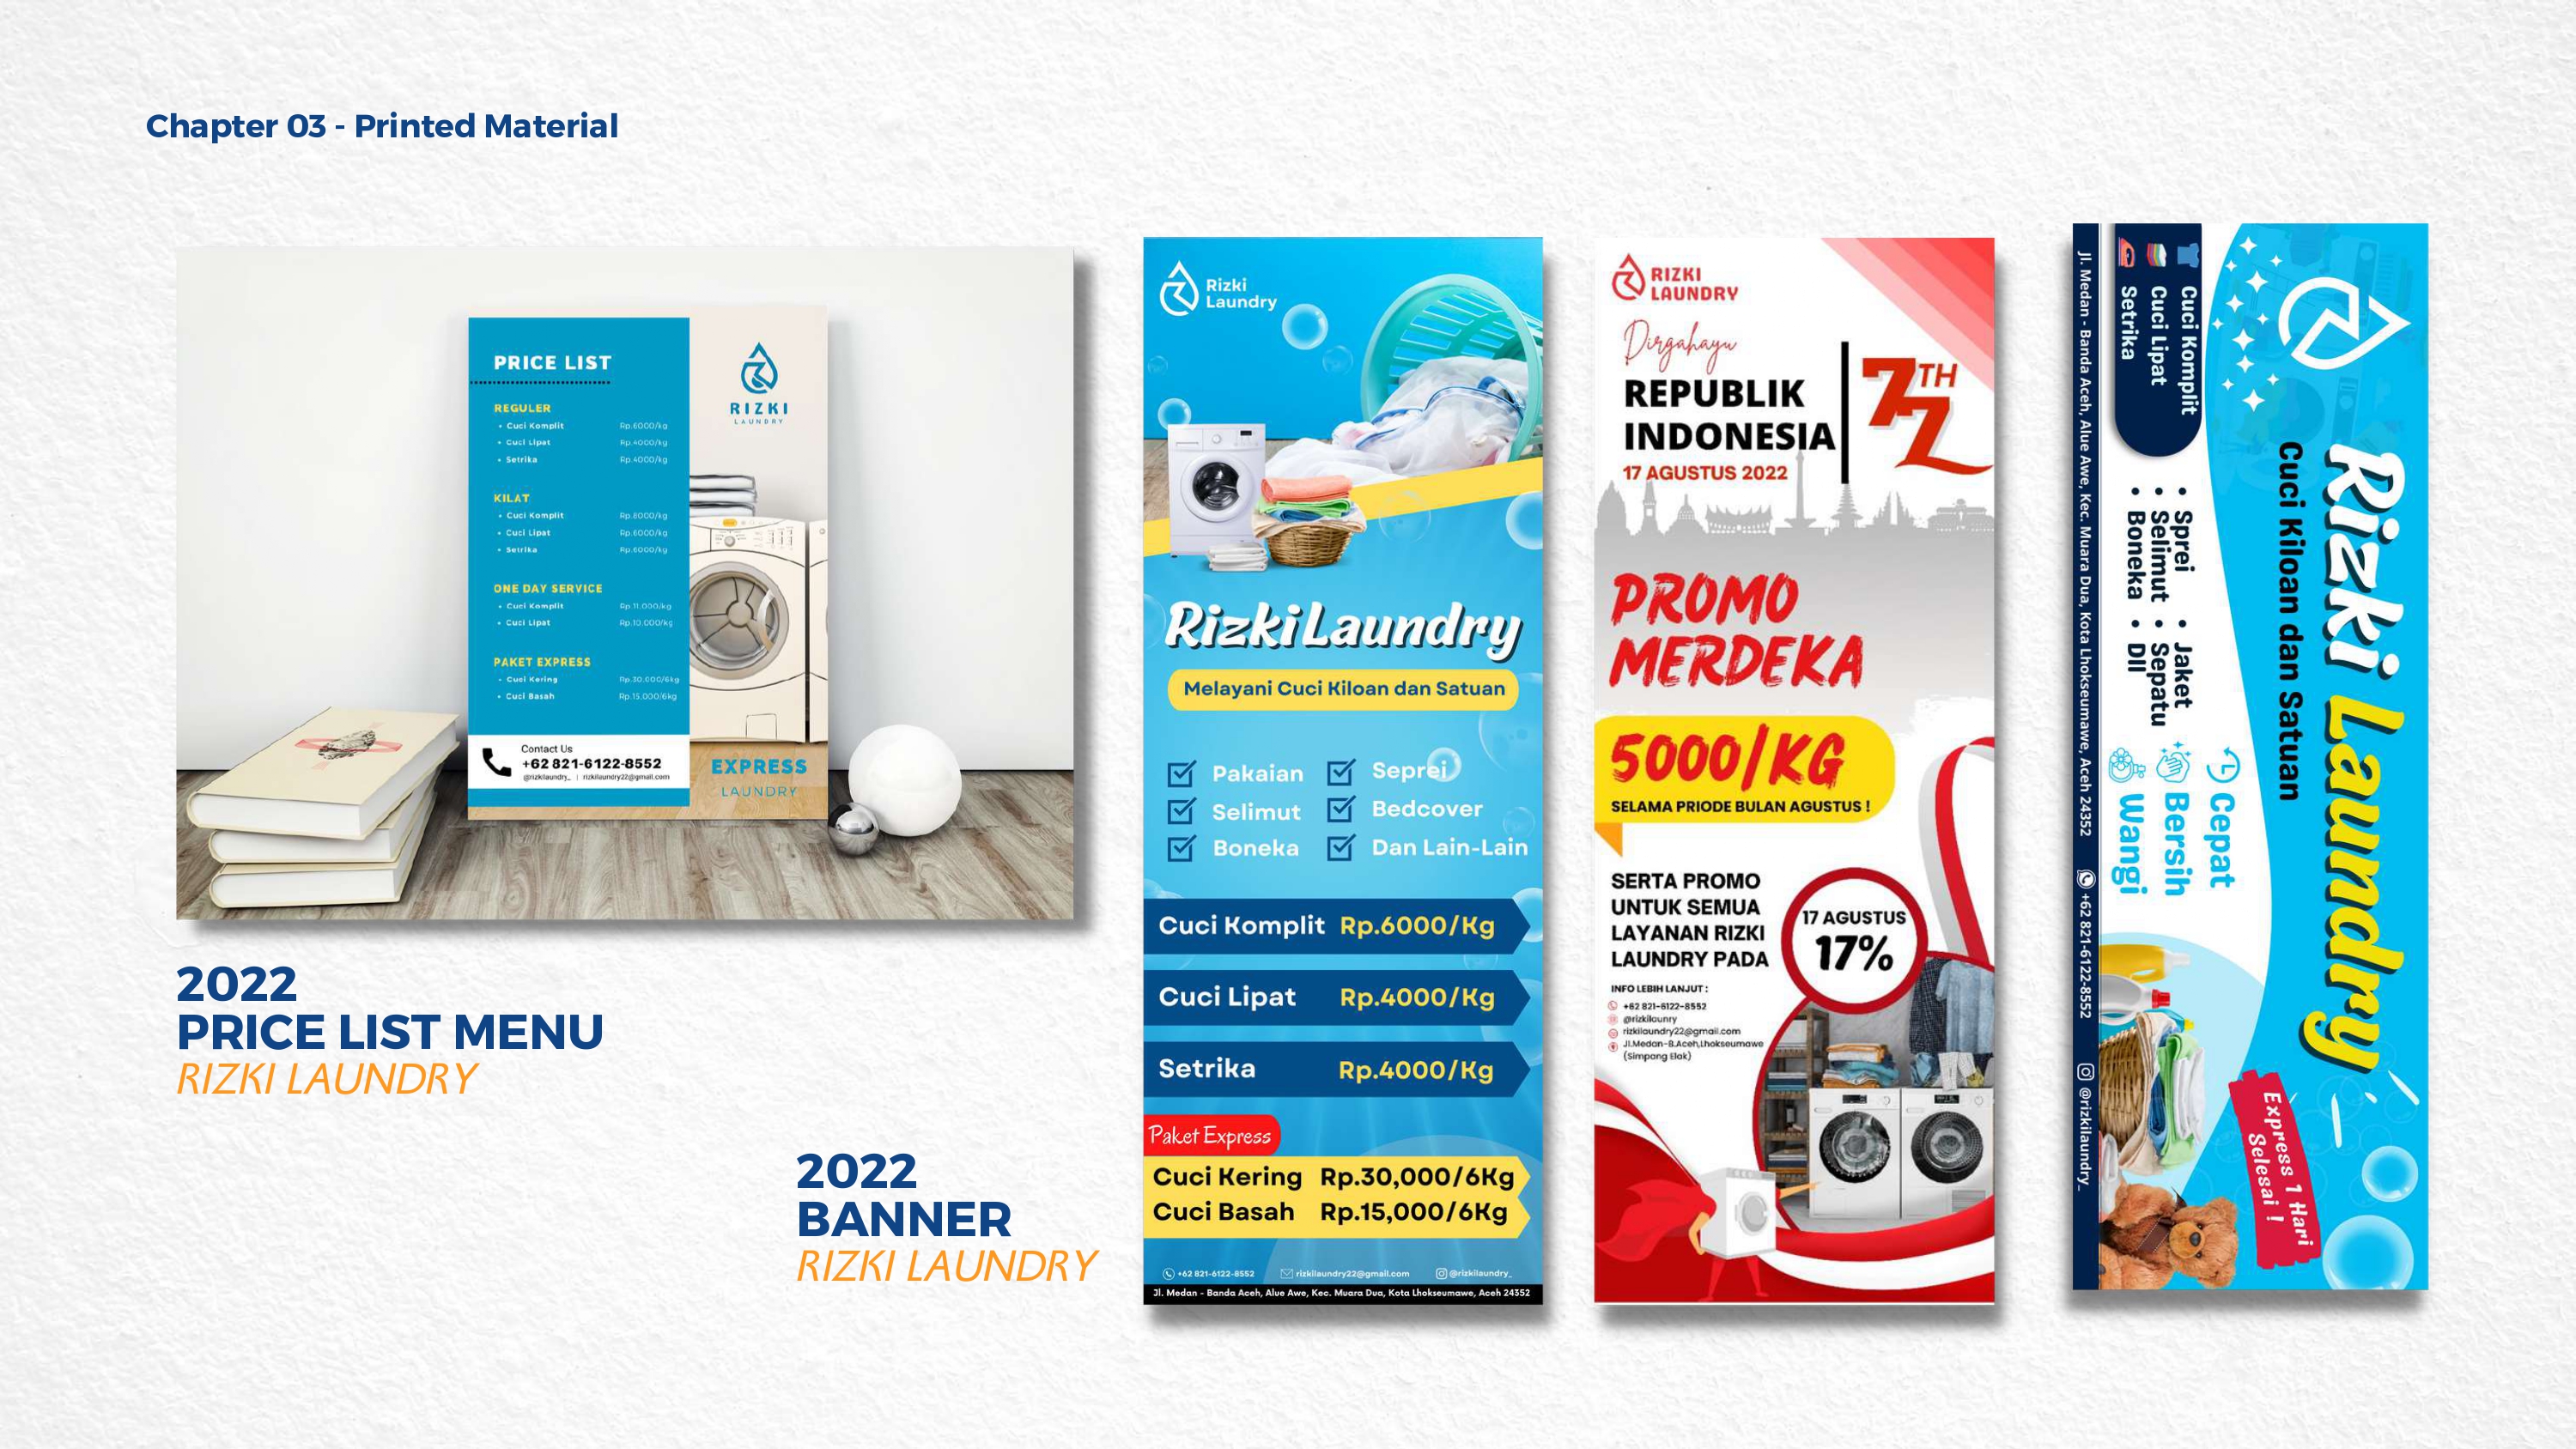 Chapter 03 - Printed Material
PRICE LIST
REGULER
• Cuci Komplit Rp.6000/kg
• Cuci Lipat Rp.4000/kg
• Setrika Rp.4000/kg
KILAT
• Cuci Komplit Rp.8000/kg
• Cuci Lipat Rp.6000/kg
• Setrika Rp.6000/kg
ONE DAY SERVICE
• Cuci Komplit Rp.11.000/kg
• Cuci Lipat Rp.10.000/kg
PAKET EXPRESS
• Cuci Kering Rp.30.000/6kg
• Cuci Basah Rp.15.000/6kg
Contact Us
+62 821-6122-8552
@rizkilaundry_ | rizkilaundry22@gmail.com
RIZKI
LAUNDRY
EXPRESS
LAUNDRY
2022
PRICE LIST MENU
RIZKI LAUNDRY
2022
BANNER
RIZKI LAUNDRY
Rizki
Laundry
Rizki Laundry
Melayani Cuci Kiloan dan Satuan
Pakaian Seprei
Selimut Bedcover
Boneka Dan Lain-Lain
Cuci Komplit Rp.6000/Kg
Cuci Lipat Rp.4000/Kg
Setrika Rp.4000/Kg
Paket Express
Cuci Kering Rp.30,000/6Kg
Cuci Basah Rp.15,000/6Kg
+62 821-6122-8552 rizkilaundry22@gmail.com @rizkilaundry_
Jl. Medan - Banda Aceh, Alue Awe, Kec. Muara Dua, Kota Lhokseumawe, Aceh 24352
RIZKI
LAUNDRY
Dirgahayu
REPUBLIK
INDONESIA
17 AGUSTUS 2022
77TH
PROMO
MERDEKA
5000/KG
SELAMA PRIODE BULAN AGUSTUS !
SERTA PROMO
UNTUK SEMUA
LAYANAN RIZKI
LAUNDRY PADA
17 AGUSTUS
17%
INFO LEBIH LANJUT :
+62 821-6122-8552
@rizkilaunry
rizkilaundry22@gmail.com
Jl.Medan-B.Aceh,Lhokseumawe
(Simpang Elak)
Rizki Laundry
Cuci Kiloan dan Satuan
Express 1 Hari
Selesai !
Cuci Komplit
Cuci Lipat
Setrika
• Sprei • Jaket
• Selimut • Sepatu
• Boneka • Dll
Cepat
Bersih
Wangi
Jl. Medan - Banda Aceh, Alue Awe, Kec. Muara Dua, Kota Lhokseumawe, Aceh 24352 +62 821-6122-8552 @rizkilaundry_